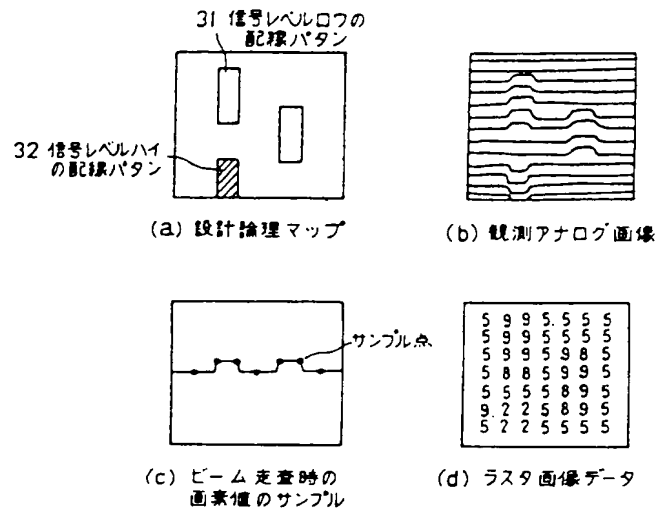 31 信号レベルロウの
配線パタン
32 信号レベルハイ
の配線パタン
(a) 設計論理マップ
(b) 観測アナログ画像
サンプル点
(c) ビーム走査時の
画素値のサンプル
5 9 9 5. 5 5 5
5 9 9 5 5 5 5
5 9 9 5 9 8 5
5 8 8 5 9 9 5
5 5 5 5 8 9 5
9. 2 2 5 8 9 5
5 2 2 5 5 5 5
(d) ラスタ画像データ